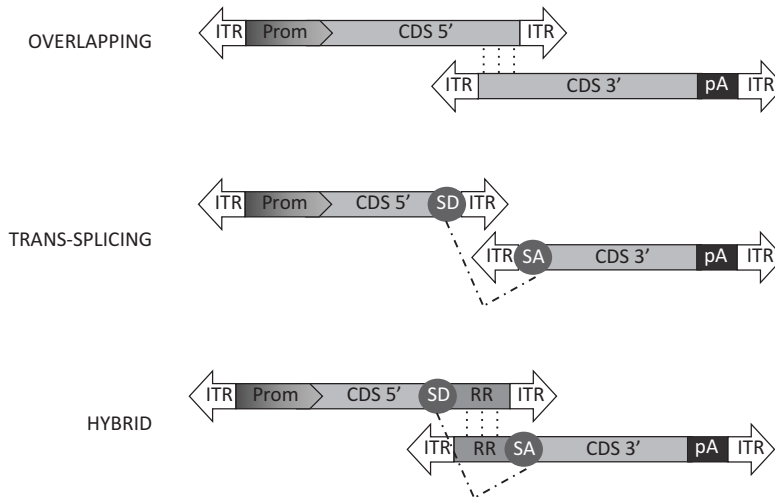 OVERLAPPING
ITR Prom CDS 5’ ITR
ITR CDS 3’ pA ITR
TRANS-SPLICING
ITR Prom CDS 5’ SD ITR
ITR SA CDS 3’ pA ITR
HYBRID
ITR Prom CDS 5’ SD RR ITR
ITR RR SA CDS 3’ pA ITR